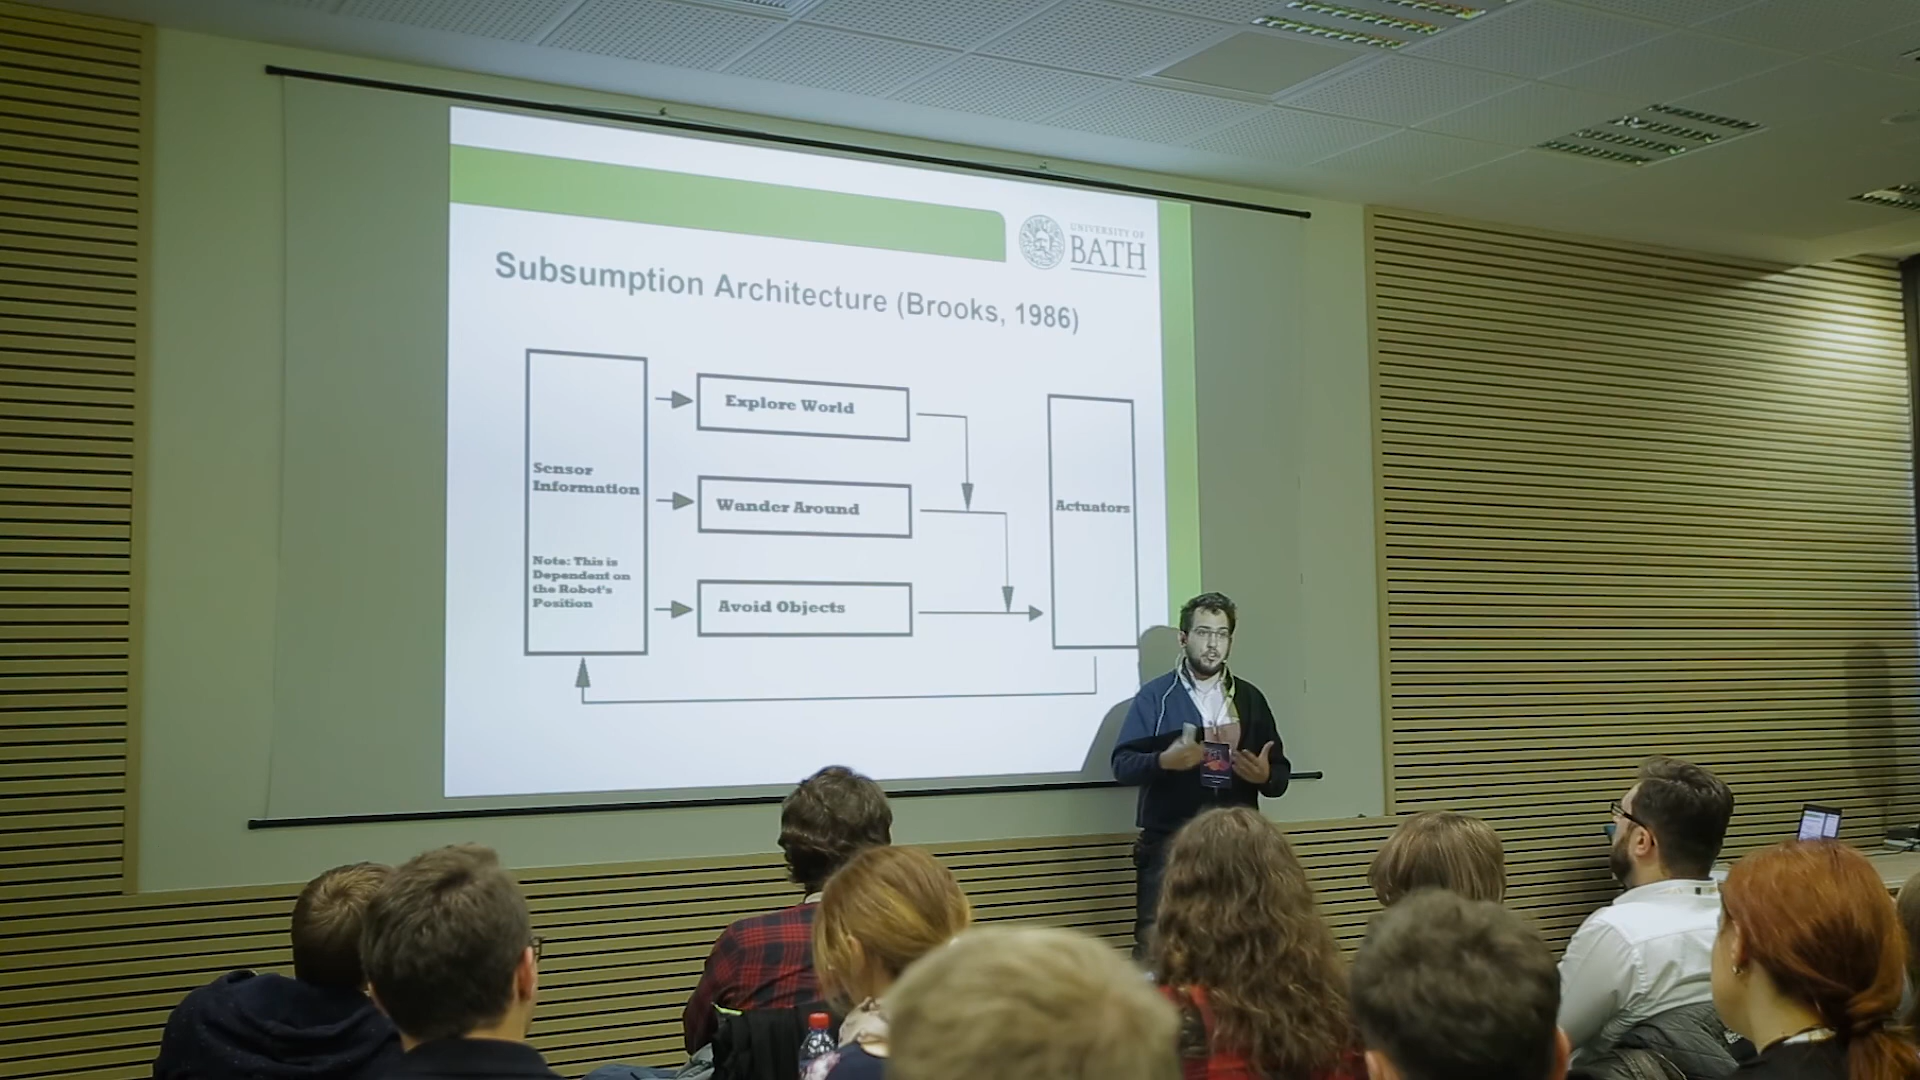 UNIVERSITY OF
BATH
Subsumption Architecture (Brooks, 1986)
Explore World
Sensor
Information
Wander Around
Actuators
Note: This is
Dependent on
the Robot's
Position
Avoid Objects